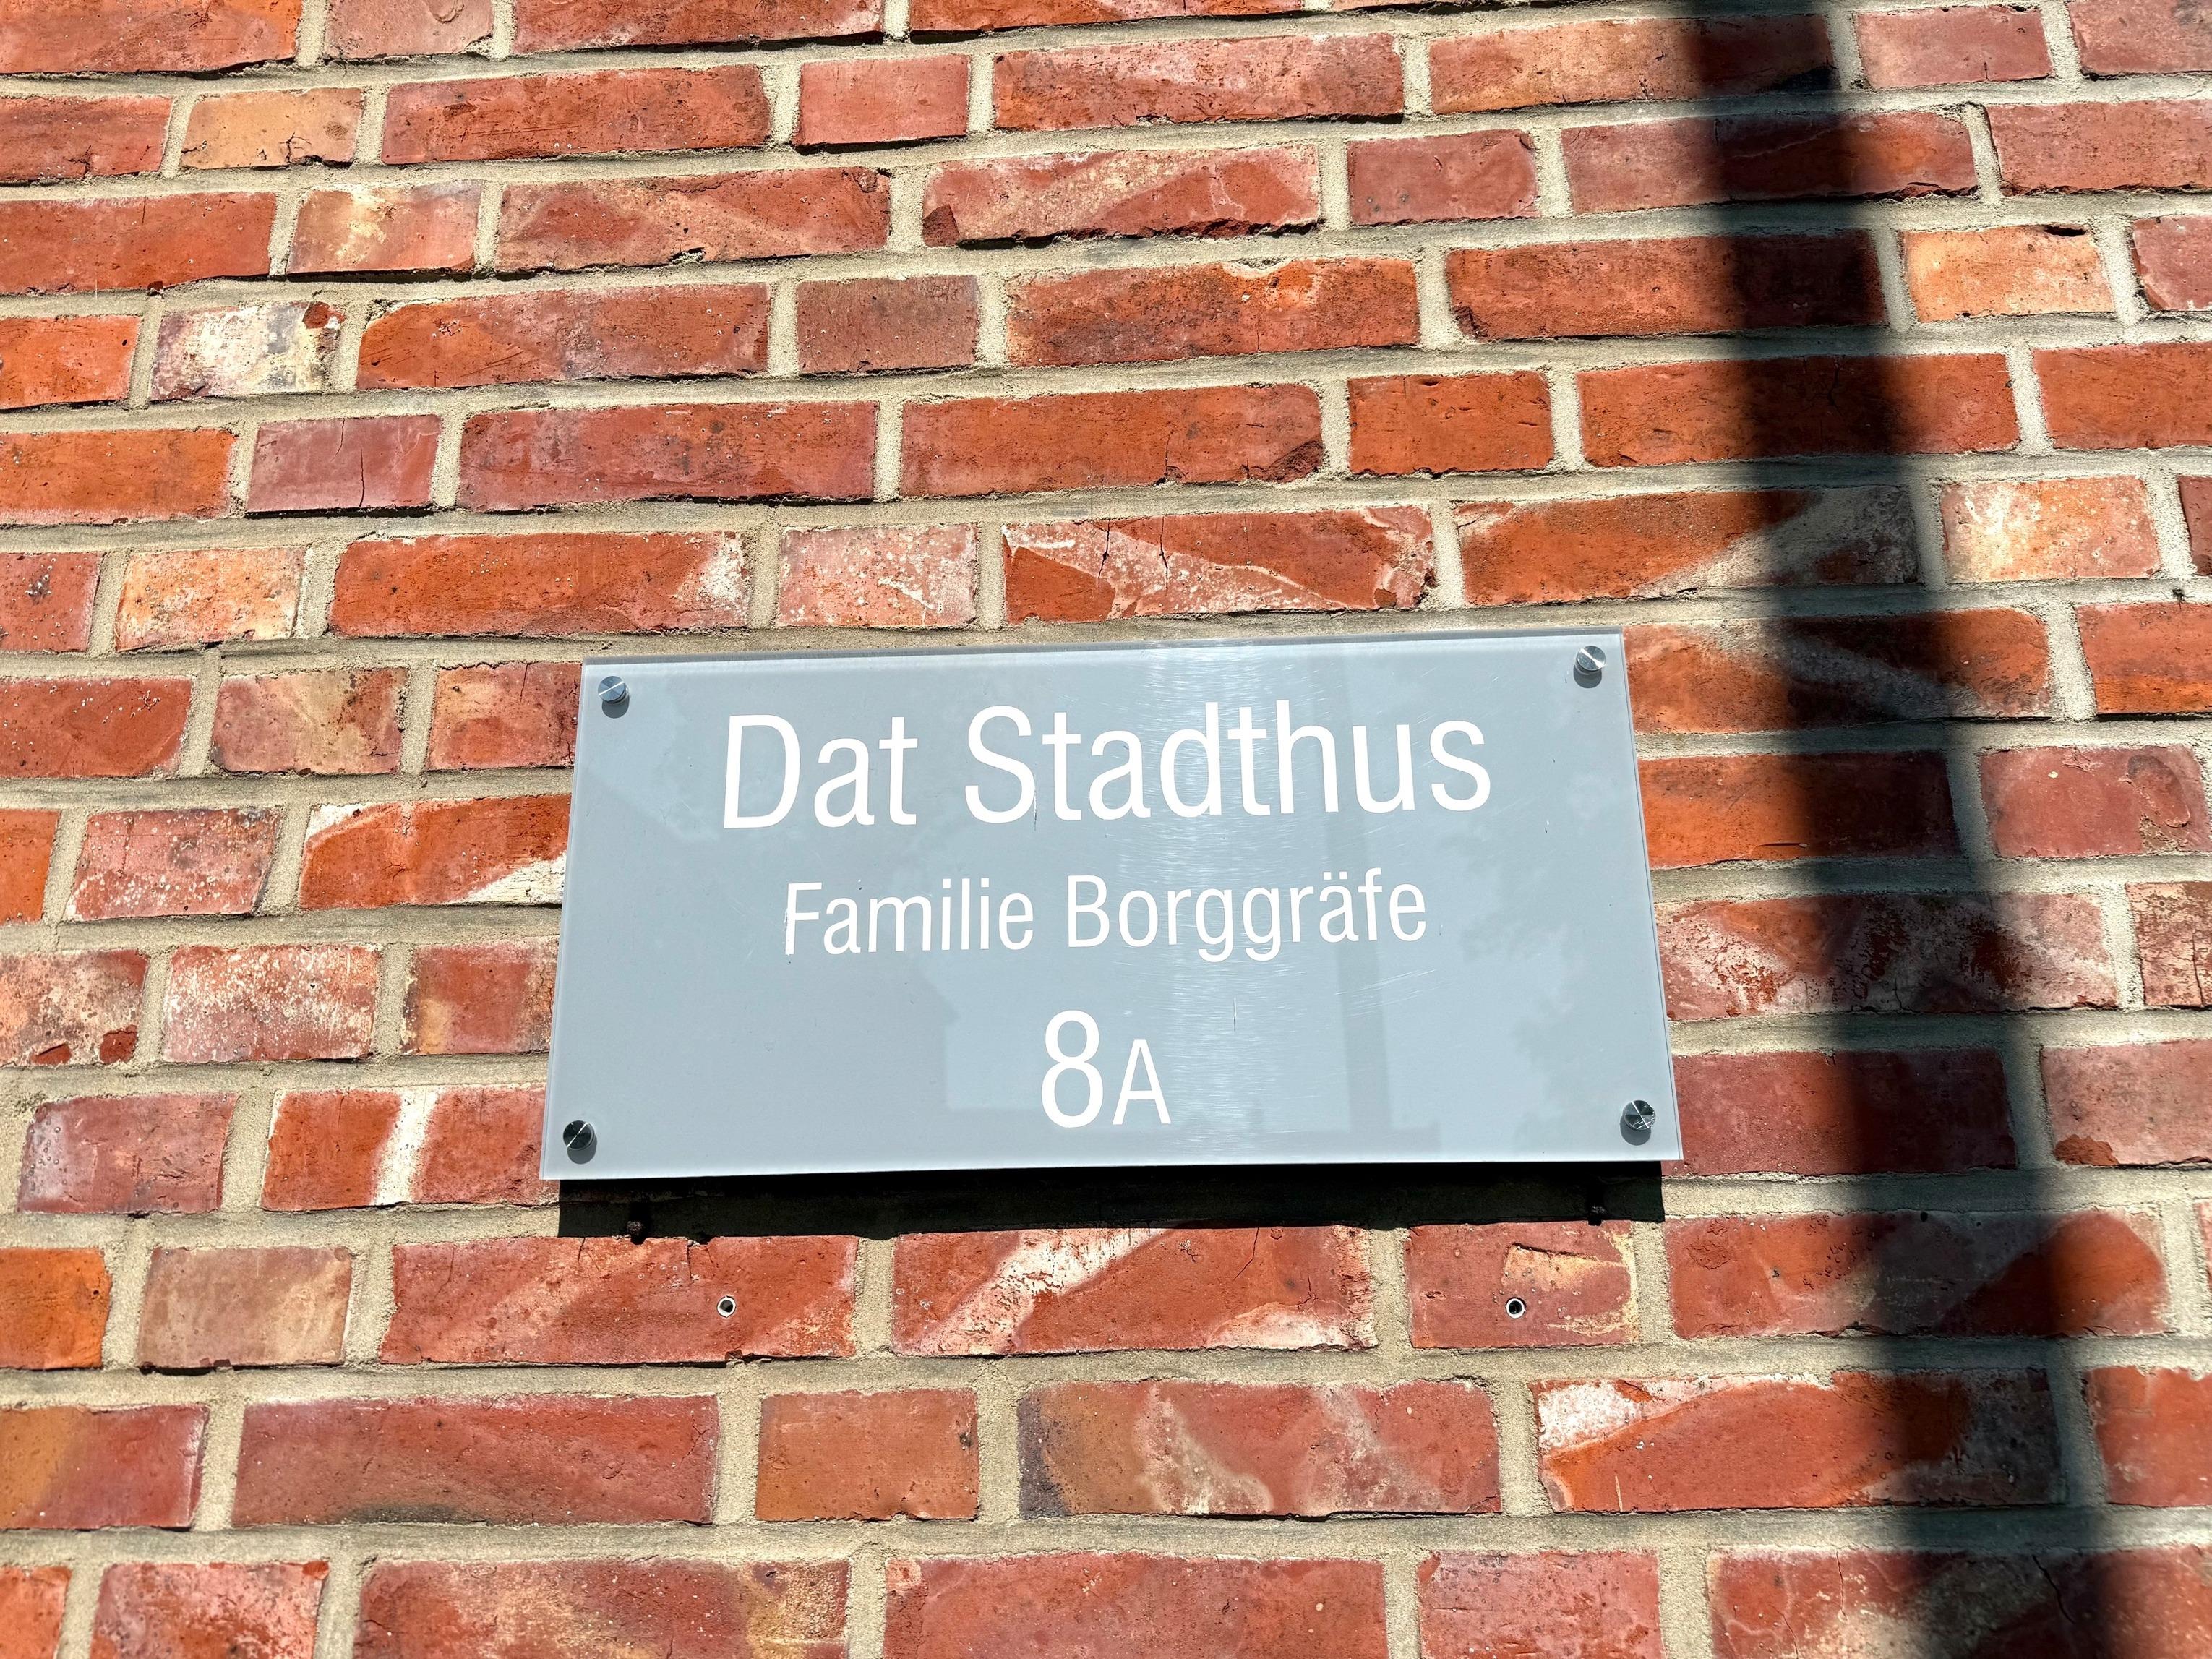 Dat Stadthus
Familie Borggräfe
8A